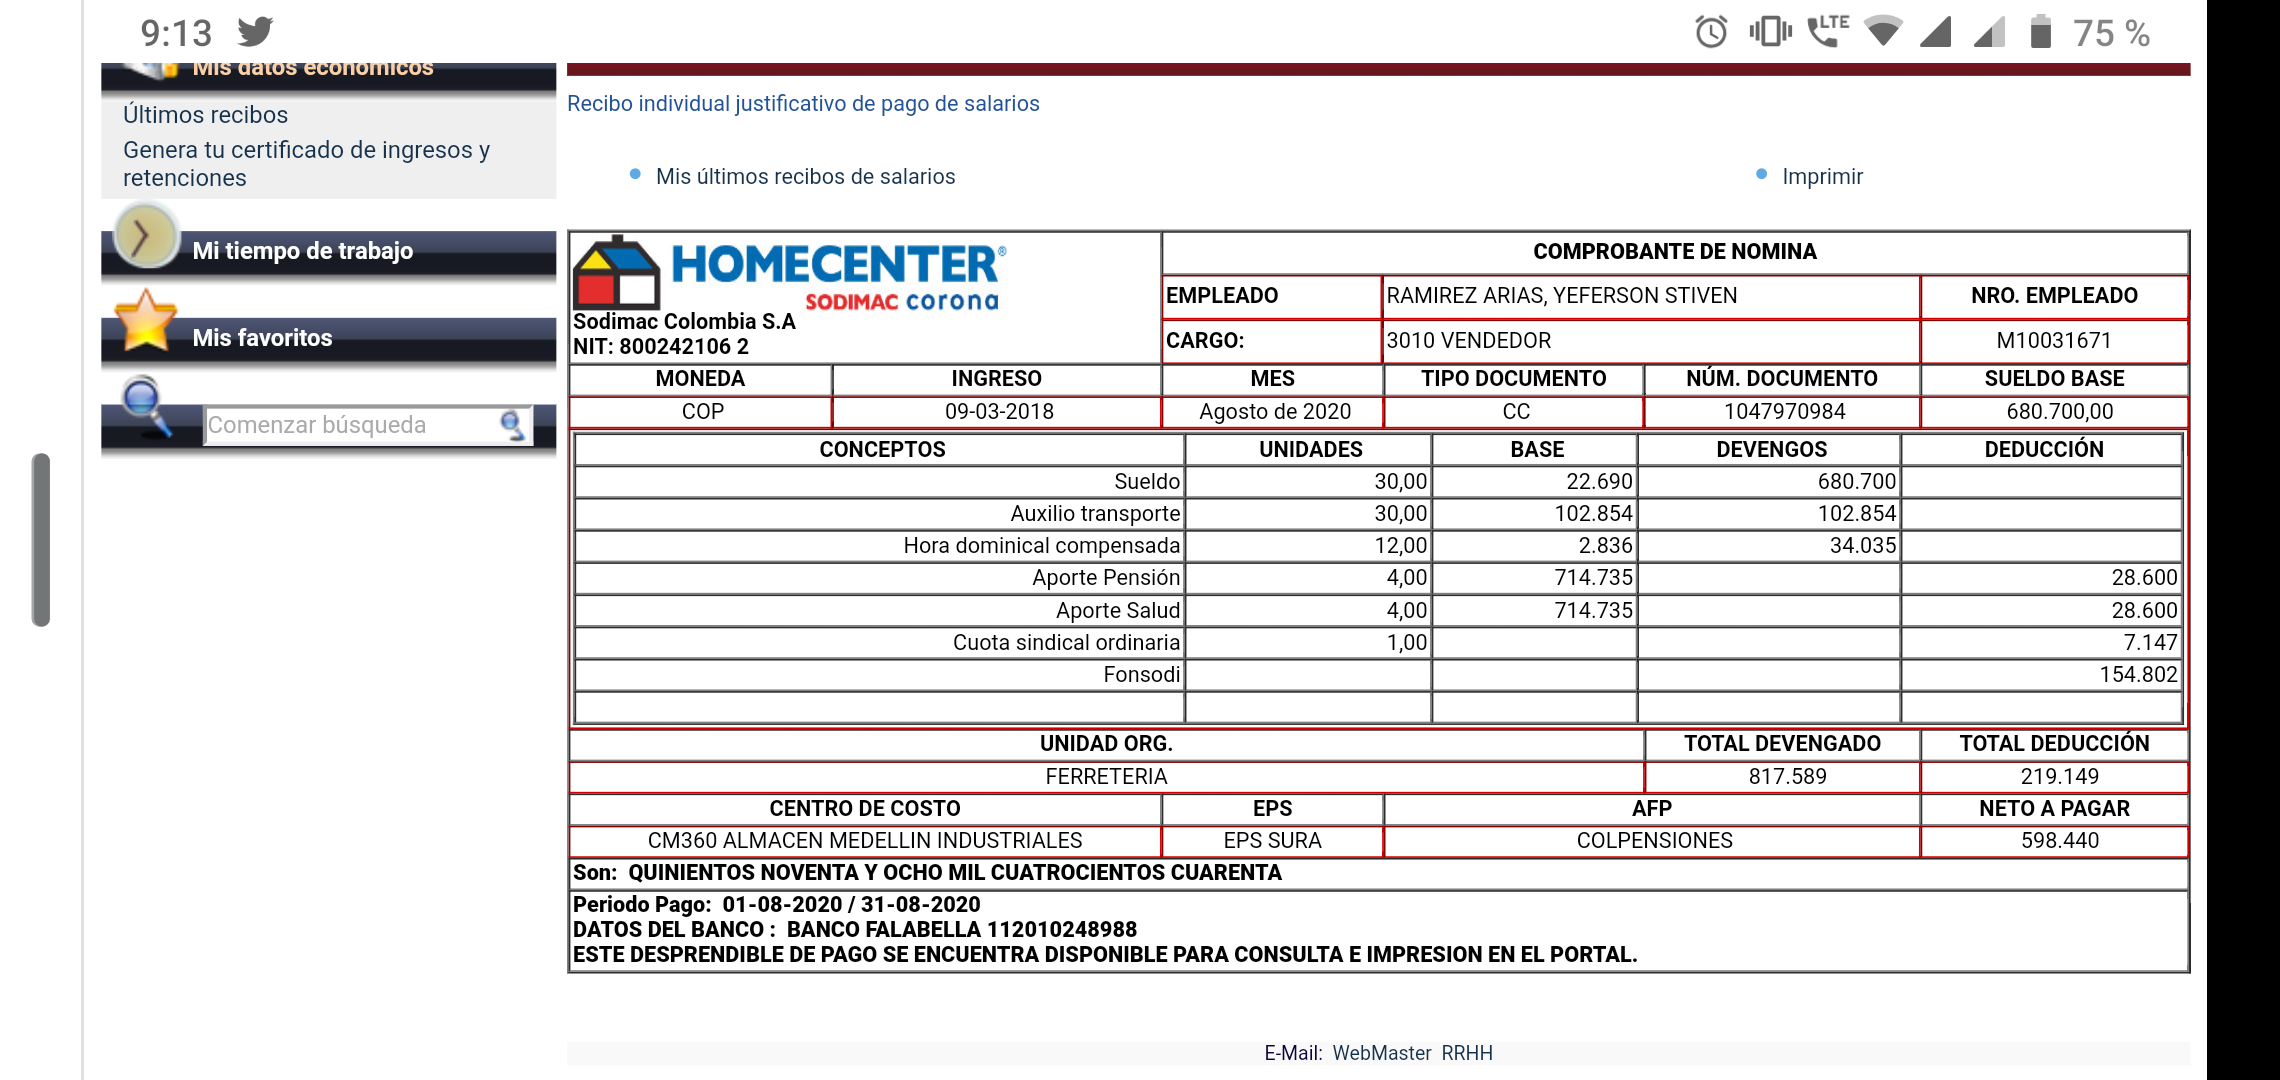 9:13 LTE 75 %
Mis datos económicos
Últimos recibos
Genera tu certificado de ingresos y
retenciones
Mi tiempo de trabajo
Mis favoritos
Comenzar búsqueda
Recibo individual justificativo de pago de salarios
Mis últimos recibos de salarios Imprimir
HOMECENTER®
SODIMAC corona
Sodimac Colombia S.A
NIT: 800242106 2
COMPROBANTE DE NOMINA
EMPLEADO RAMIREZ ARIAS, YEFERSON STIVEN NRO. EMPLEADO
CARGO: 3010 VENDEDOR M10031671
MONEDA INGRESO MES TIPO DOCUMENTO NÚM. DOCUMENTO SUELDO BASE
COP 09-03-2018 Agosto de 2020 CC 1047970984 680.700,00
CONCEPTOS UNIDADES BASE DEVENGOS DEDUCCIÓN
Sueldo 30,00 22.690 680.700
Auxilio transporte 30,00 102.854 102.854
Hora dominical compensada 12,00 2.836 34.035
Aporte Pensión 4,00 714.735 28.600
Aporte Salud 4,00 714.735 28.600
Cuota sindical ordinaria 1,00 7.147
Fonsodi 154.802
UNIDAD ORG. TOTAL DEVENGADO TOTAL DEDUCCIÓN
FERRETERIA 817.589 219.149
CENTRO DE COSTO EPS AFP NETO A PAGAR
CM360 ALMACEN MEDELLIN INDUSTRIALES EPS SURA COLPENSIONES 598.440
Son: QUINIENTOS NOVENTA Y OCHO MIL CUATROCIENTOS CUARENTA
Periodo Pago: 01-08-2020 / 31-08-2020
DATOS DEL BANCO : BANCO FALABELLA 112010248988
ESTE DESPRENDIBLE DE PAGO SE ENCUENTRA DISPONIBLE PARA CONSULTA E IMPRESION EN EL PORTAL.
E-Mail: WebMaster RRHH